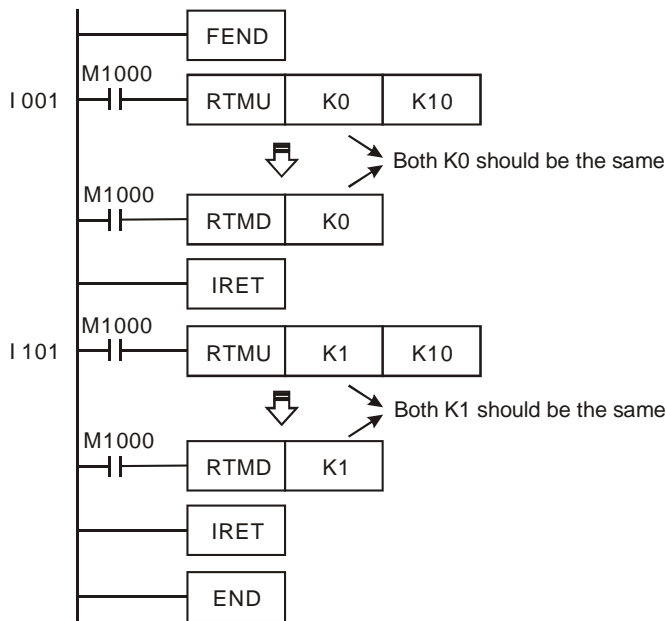 FEND
M1000
I 001 RTMU K0 K10
Both K0 should be the same
M1000
RTMD K0
IRET
M1000
I 101 RTMU K1 K10
Both K1 should be the same
M1000
RTMD K1
IRET
END